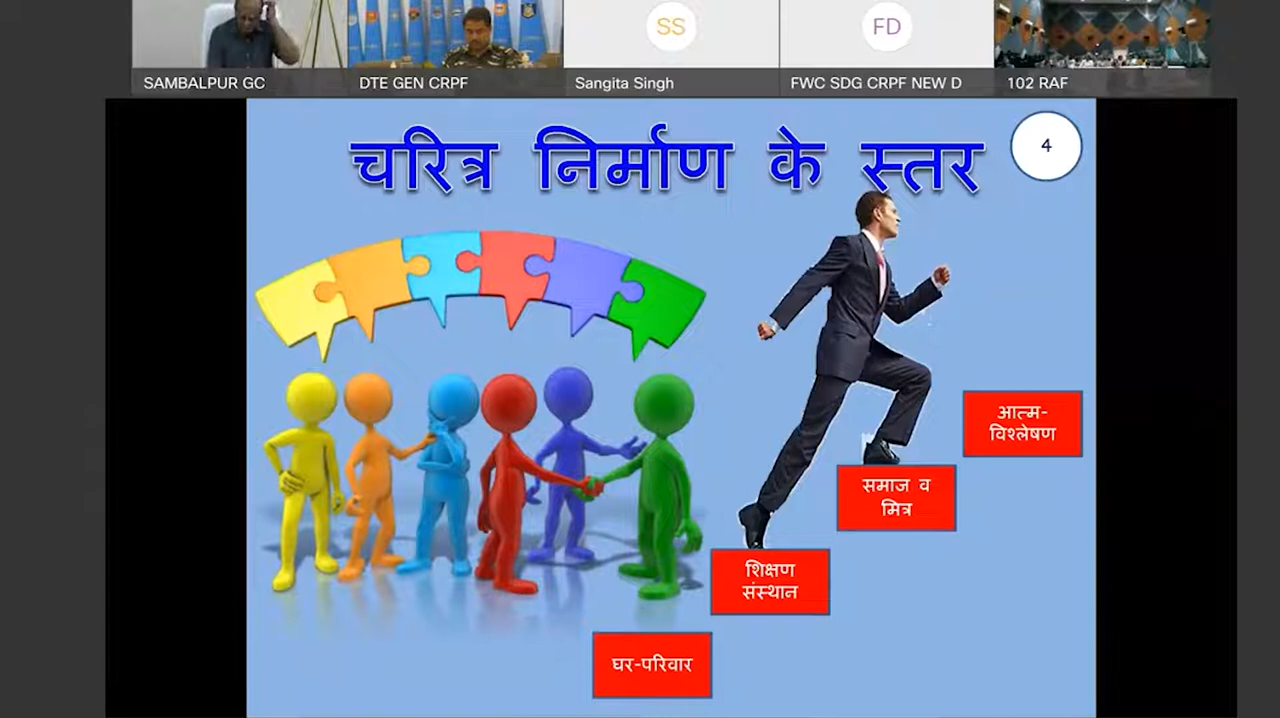 SS
FD
SAMBALPUR GC
DTE GEN CRPF
Sangita Singh
FWC SDG CRPF NEW D
102 RAF
चरित्र निर्माण के स्तर
4
आत्म-
विश्लेषण
समाज व
मित्र
शिक्षण
संस्थान
घर-परिवार